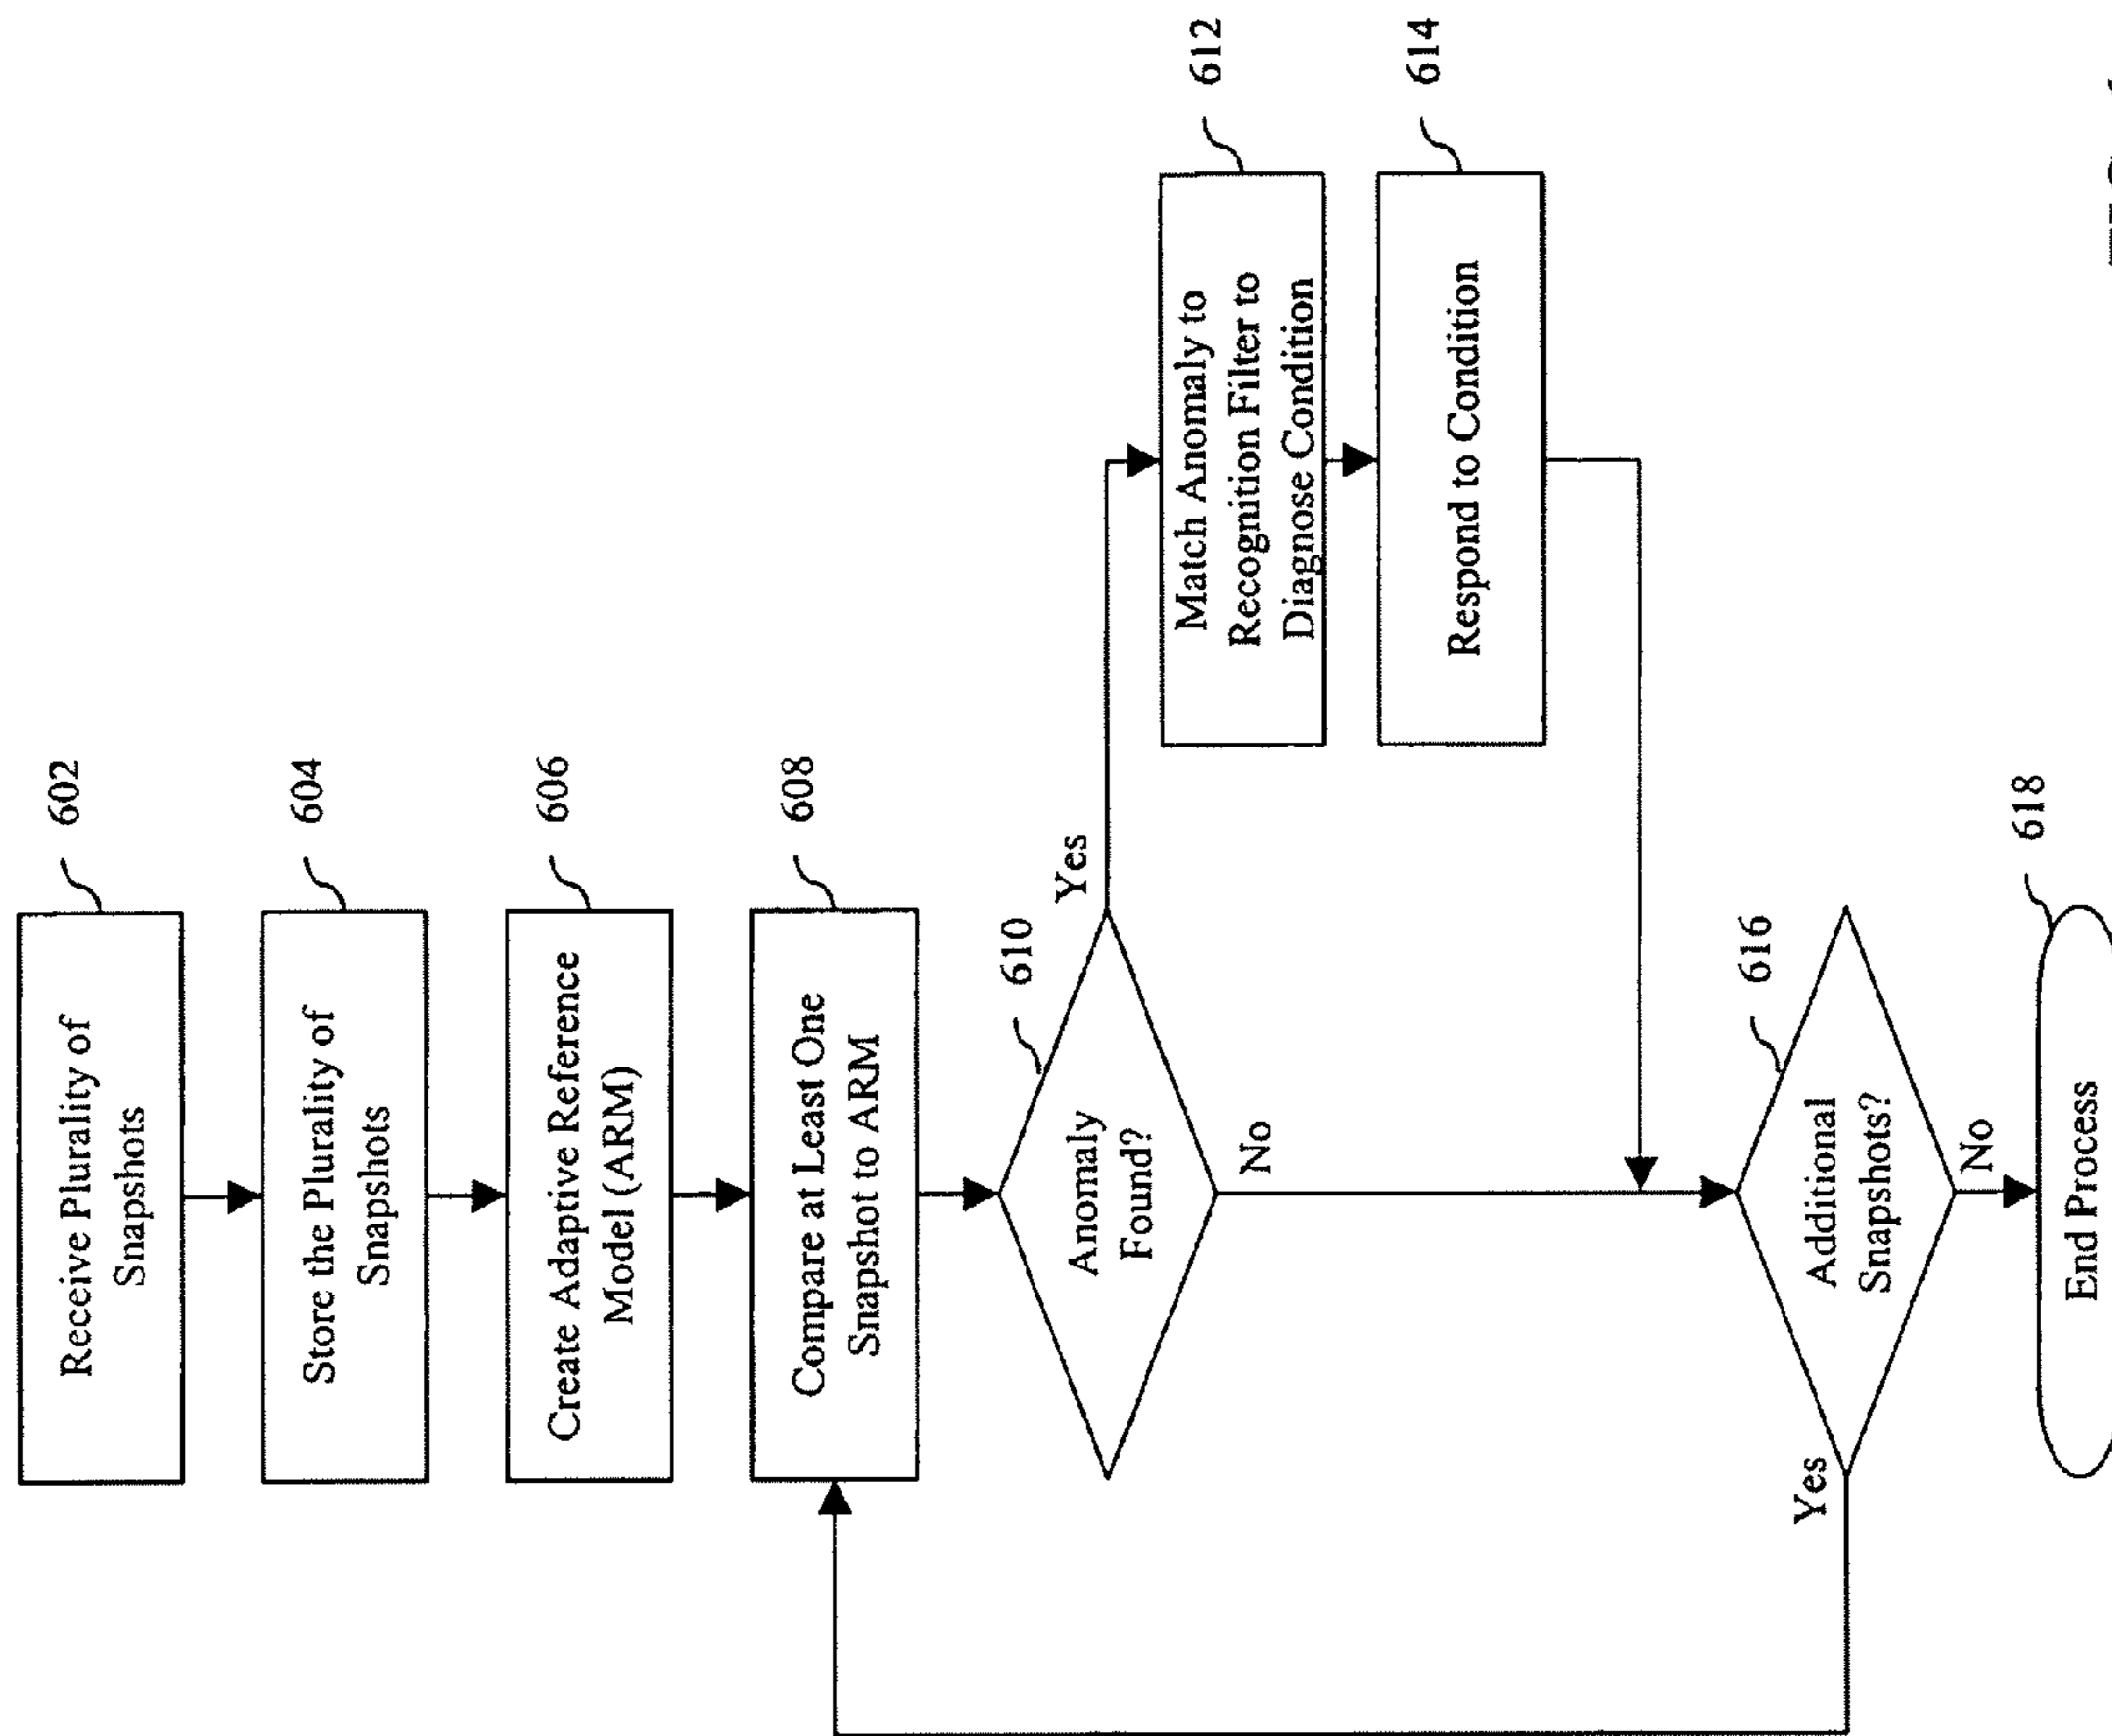 Receive Plurality of
Snapshots
602
Store the Plurality of
Snapshots
604
Create Adaptive Reference
Model (ARM)
606
Compare at Least One
Snapshot to ARM
608
Anomaly
Found?
610
Yes
No
Match Anomaly to
Recognition Filter to
Diagnose Condition
612
Respond to Condition
614
Additional
Snapshots?
616
Yes
No
End Process
618